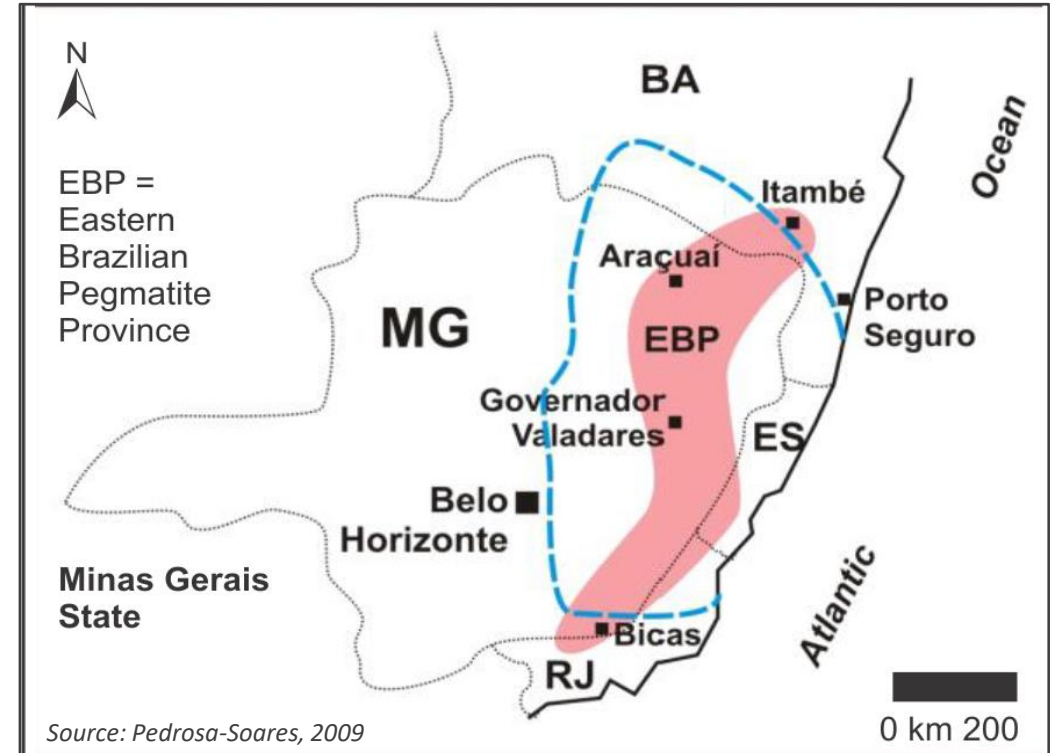 N
EBP =
Eastern
Brazilian
Pegmatite
Province
BA
Ocean
Itambé
Araçuaí
MG
EBP
Porto
Seguro
Governador
Valadares
ES
Belo
Horizonte
Minas Gerais
State
Atlantic
Bicas
RJ
Source: Pedrosa-Soares, 2009
0 km 200